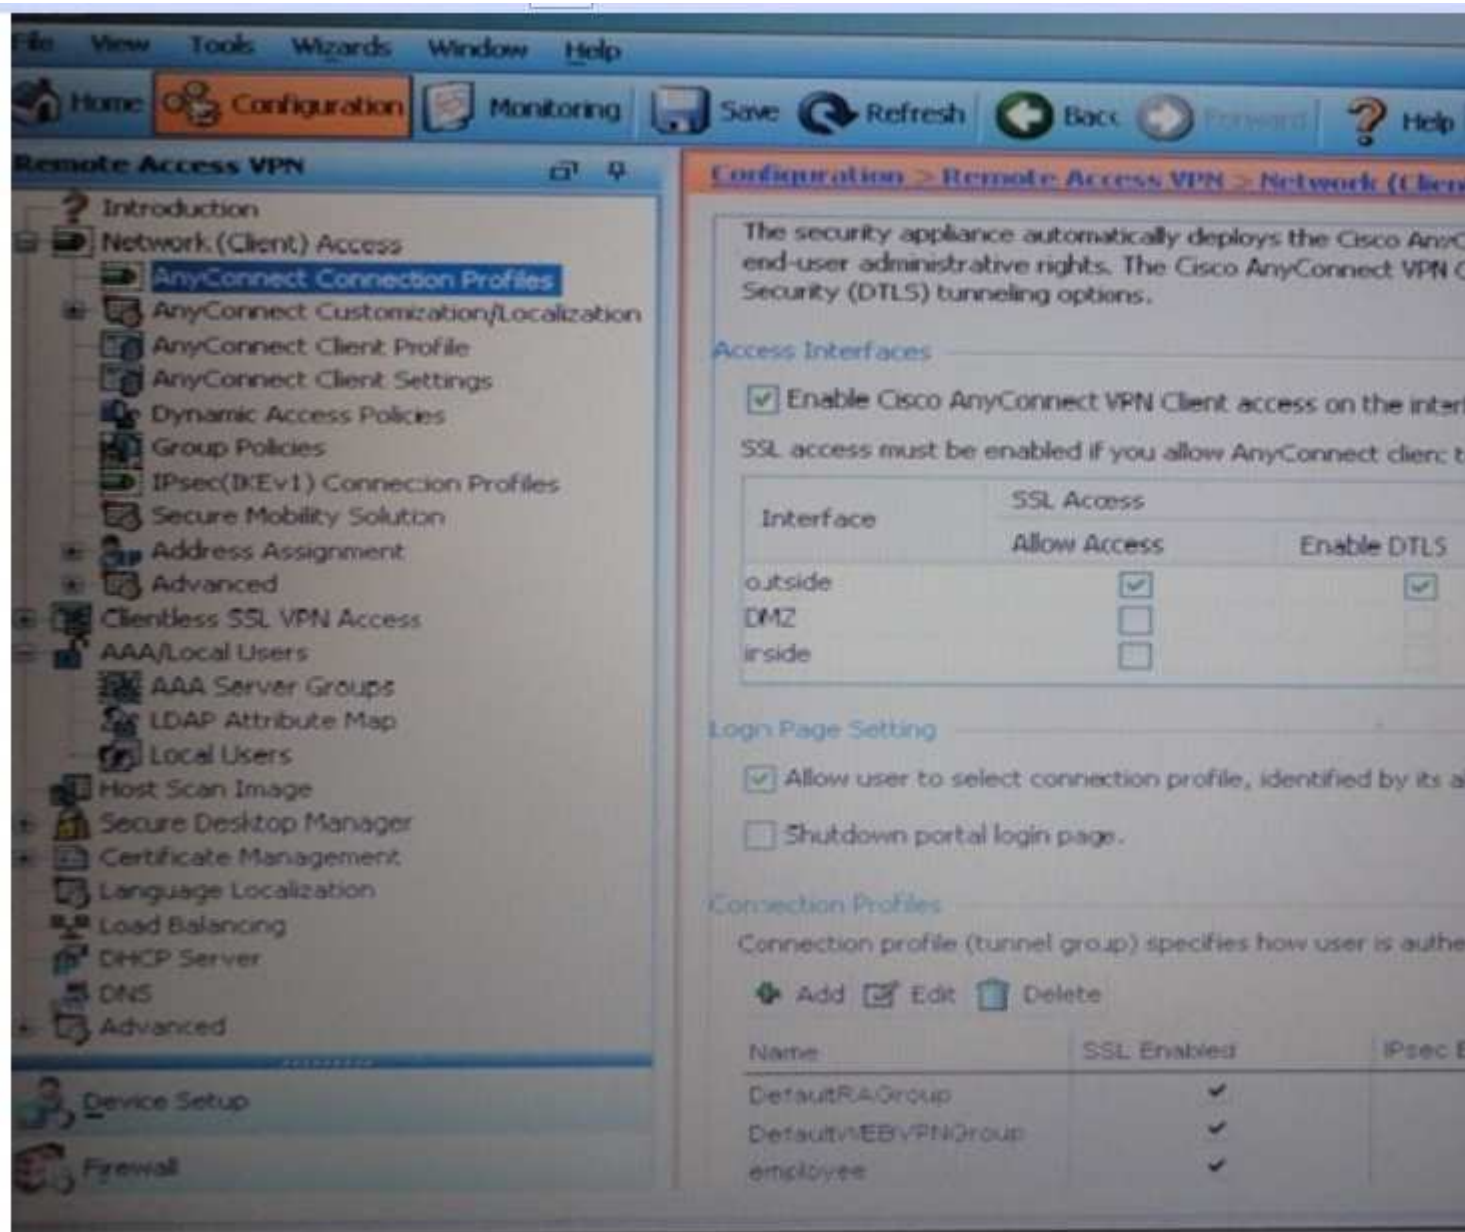 File View Tools Wizards Window Help
Home Configuration Monitoring Save Refresh Back Forward Help
Remote Access VPN
Introduction
Network (Client) Access
AnyConnect Connection Profiles
AnyConnect Customization/Localization
AnyConnect Client Profile
AnyConnect Client Settings
Dynamic Access Policies
Group Policies
IPsec(IKEv1) Connection Profiles
Secure Mobility Solution
Address Assignment
Advanced
Clientless SSL VPN Access
AAA/Local Users
AAA Server Groups
LDAP Attribute Map
Local Users
Host Scan Image
Secure Desktop Manager
Certificate Management
Language Localization
Load Balancing
DHCP Server
DNS
Advanced
Device Setup
Firewall
Configuration > Remote Access VPN > Network (Clien
The security appliance automatically deploys the Cisco AnyC
end-user administrative rights. The Cisco AnyConnect VPN C
Security (DTLS) tunneling options.
Access Interfaces
Enable Cisco AnyConnect VPN Client access on the interf
SSL access must be enabled if you allow AnyConnect client t
Interface SSL Access
Allow Access Enable DTLS
outside
DMZ
inside
Login Page Setting
Allow user to select connection profile, identified by its al
Shutdown portal login page.
Connection Profiles
Connection profile (tunnel group) specifies how user is authe
Add Edit Delete
Name SSL Enabled IPsec E
DefaultRAGroup
DefaultWEBVPNGroup
employee